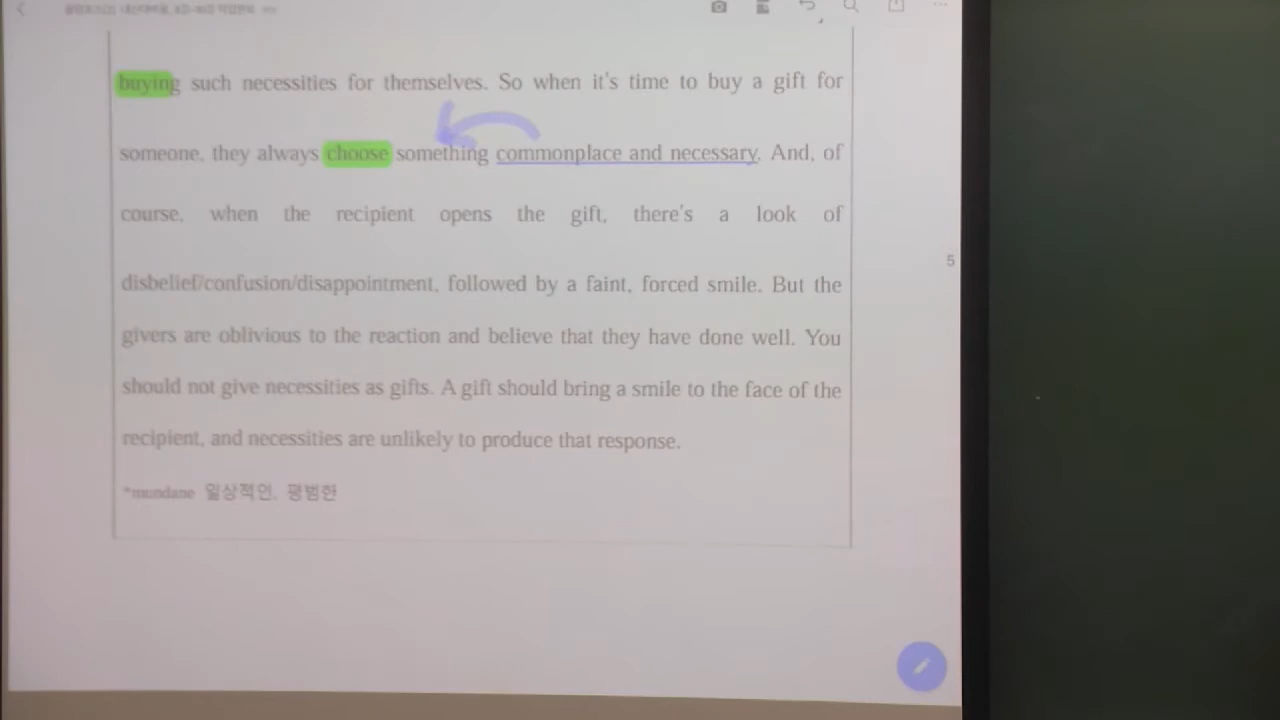 buying such necessities for themselves. So when it's time to buy a gift for
someone, they always choose something commonplace and necessary. And, of
course, when the recipient opens the gift, there's a look of
disbelief/confusion/disappointment, followed by a faint, forced smile. But the
givers are oblivious to the reaction and believe that they have done well. You
should not give necessities as gifts. A gift should bring a smile to the face of the
recipient, and necessities are unlikely to produce that response.
*mundane 일상적인, 평범한
5